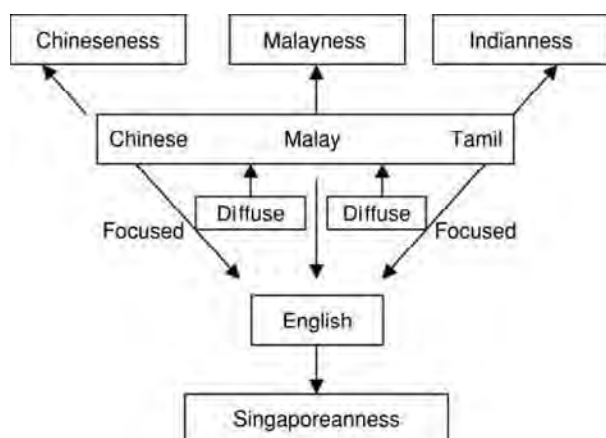 Chineseness Malayness Indianness
Chinese Malay Tamil
Diffuse Diffuse
Focused Focused
English
Singaporeanness